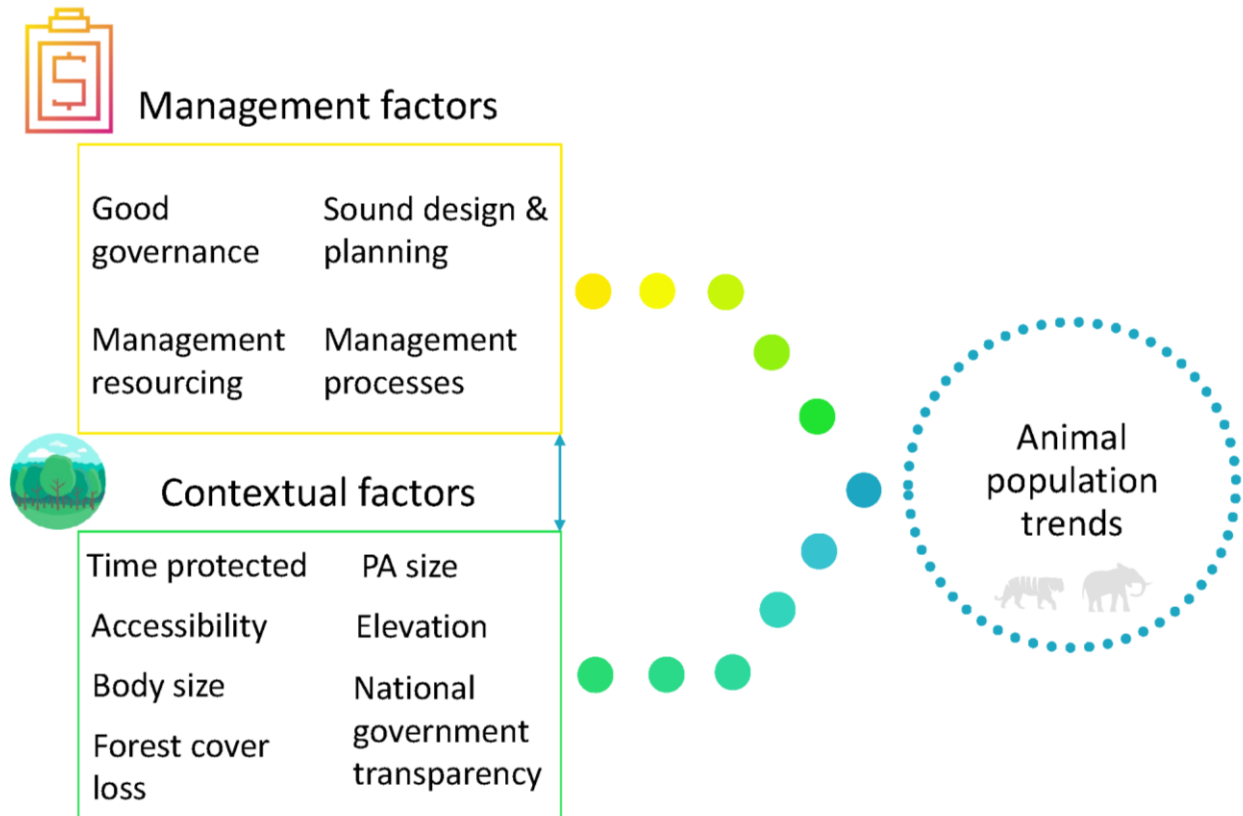 Management factors
Good
governance
Sound design &
planning
Management
resourcing
Management
processes
Contextual factors
Time protected
PA size
Accessibility
Elevation
Body size
National
government
transparency
Forest cover
loss
Animal
population
trends